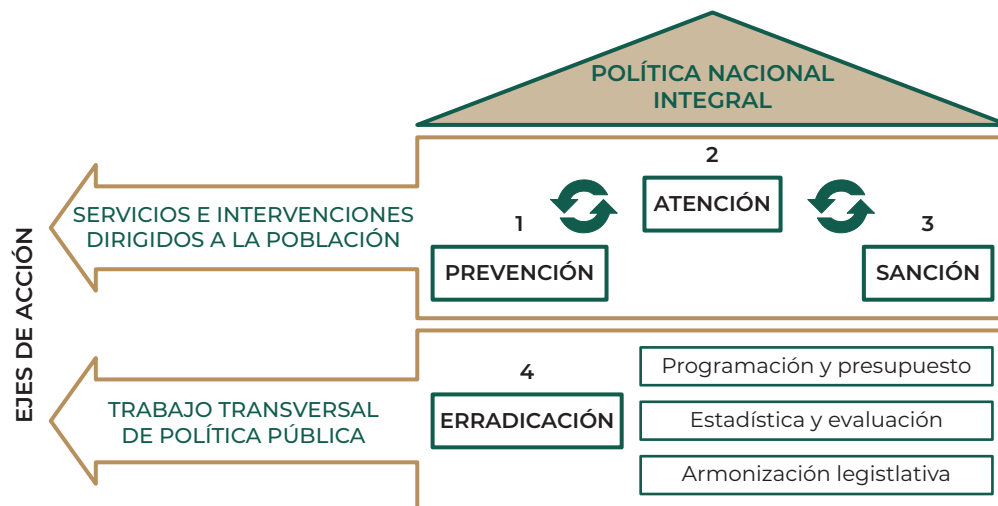 POLÍTICA NACIONAL
INTEGRAL
EJES DE ACCIÓN
SERVICIOS E INTERVENCIONES
DIRIGIDOS A LA POBLACIÓN
1
PREVENCIÓN
2
ATENCIÓN
3
SANCIÓN
TRABAJO TRANSVERSAL
DE POLÍTICA PÚBLICA
4
ERRADICACIÓN
Programación y presupuesto
Estadística y evaluación
Armonización legistlativa